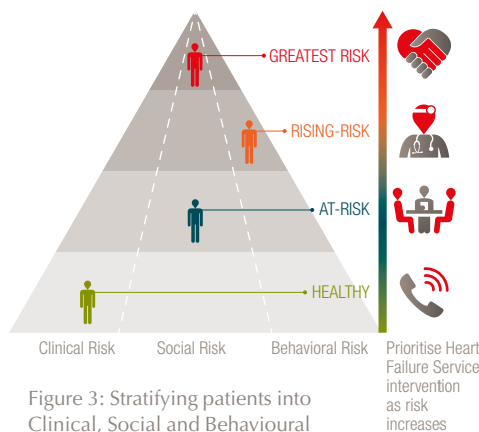 GREATEST RISK
RISING-RISK
AT-RISK
HEALTHY
Clinical Risk
Social Risk
Behavioral Risk
Prioritise Heart
Failure Service
intervention
as risk
increases
Figure 3: Stratifying patients into
Clinical, Social and Behavioural